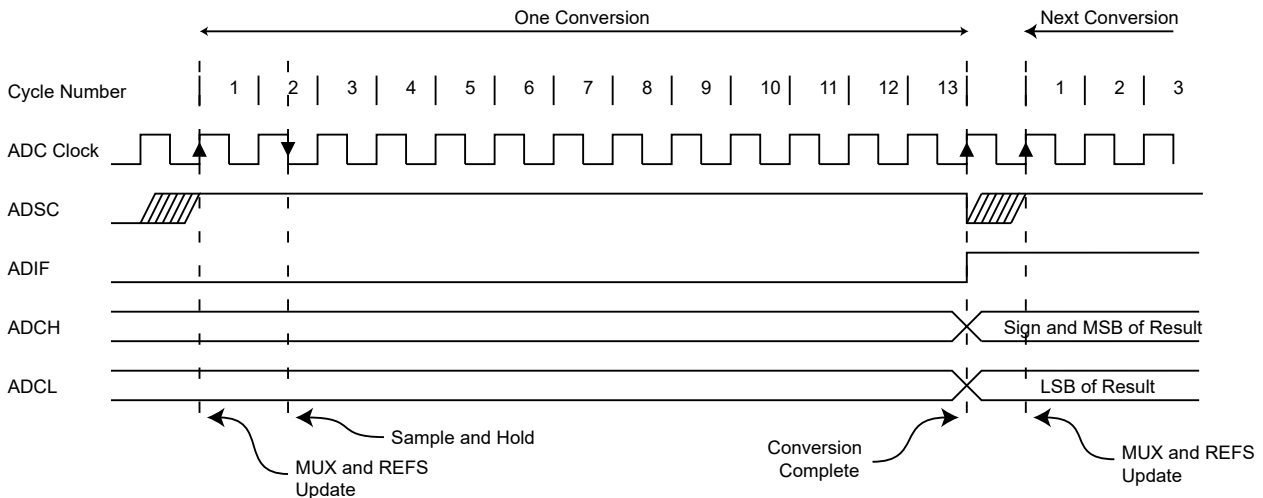 One Conversion
Next Conversion
Cycle Number 1 2 3 4 5 6 7 8 9 10 11 12 13 1 2 3
ADC Clock
ADSC
ADIF
ADCH
Sign and MSB of Result
ADCL
LSB of Result
Sample and Hold
MUX and REFS
Update
Conversion
Complete
MUX and REFS
Update